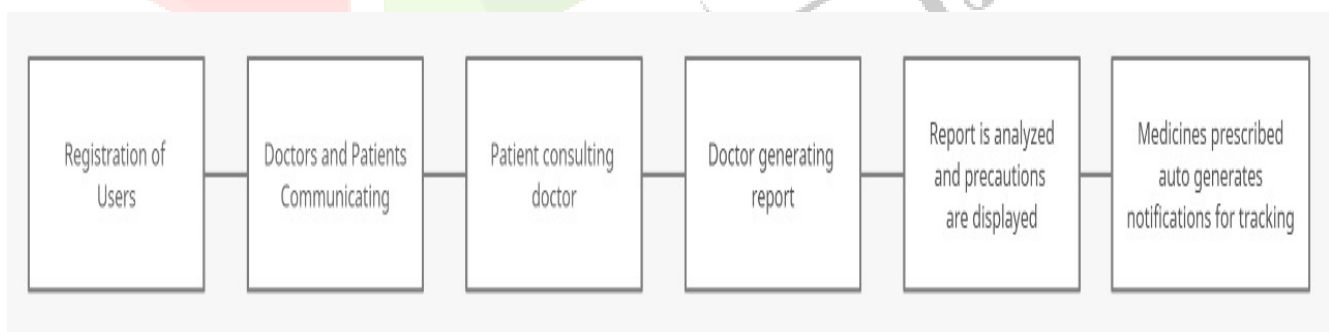 Registration of
Users
Doctors and Patients
Communicating
Patient consulting
doctor
Doctor generating
report
Report is analyzed
and precautions
are displayed
Medicines prescribed
auto generates
notifications for tracking